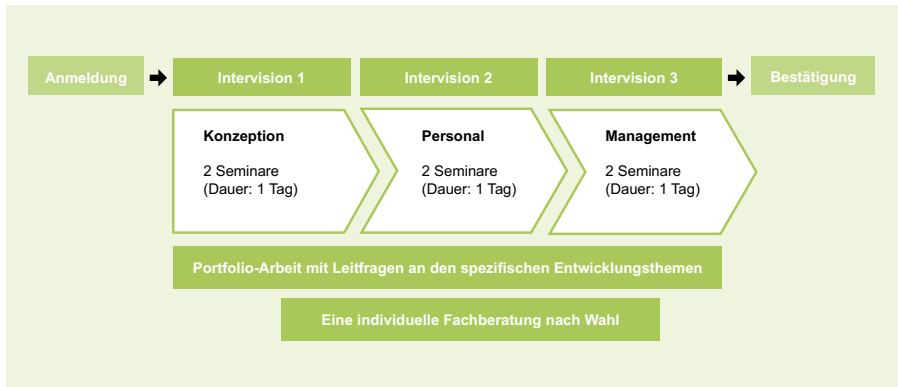 Anmeldung
Intervision 1
Intervision 2
Intervision 3
Bestätigung
Konzeption
2 Seminare
(Dauer: 1 Tag)
Personal
2 Seminare
(Dauer: 1 Tag)
Management
2 Seminare
(Dauer: 1 Tag)
Portfolio-Arbeit mit Leitfragen an den spezifischen Entwicklungsthemen
Eine individuelle Fachberatung nach Wahl